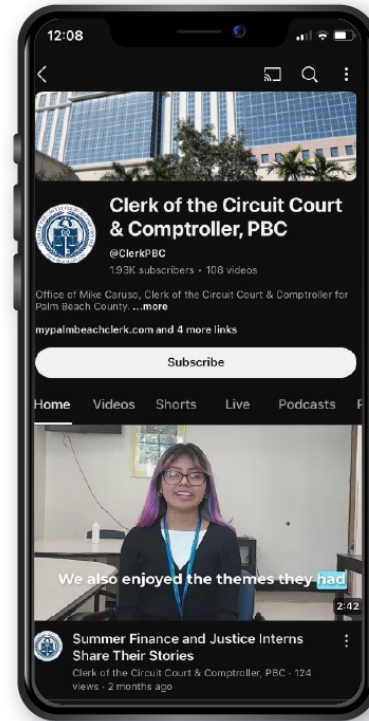 12:08
Clerk of the Circuit Court
& Comptroller, PBC
@ClerkPBC
1.93K subscribers • 108 videos
Office of Mike Caruso, Clerk of the Circuit Court & Comptroller for
Palm Beach County. ...more
mypalmbeachclerk.com and 4 more links
Subscribe
Home Videos Shorts Live Podcasts
We also enjoyed the themes they had
2:42
Summer Finance and Justice Interns
Share Their Stories
Clerk of the Circuit Court & Comptroller, PBC - 124
views - 2 months ago